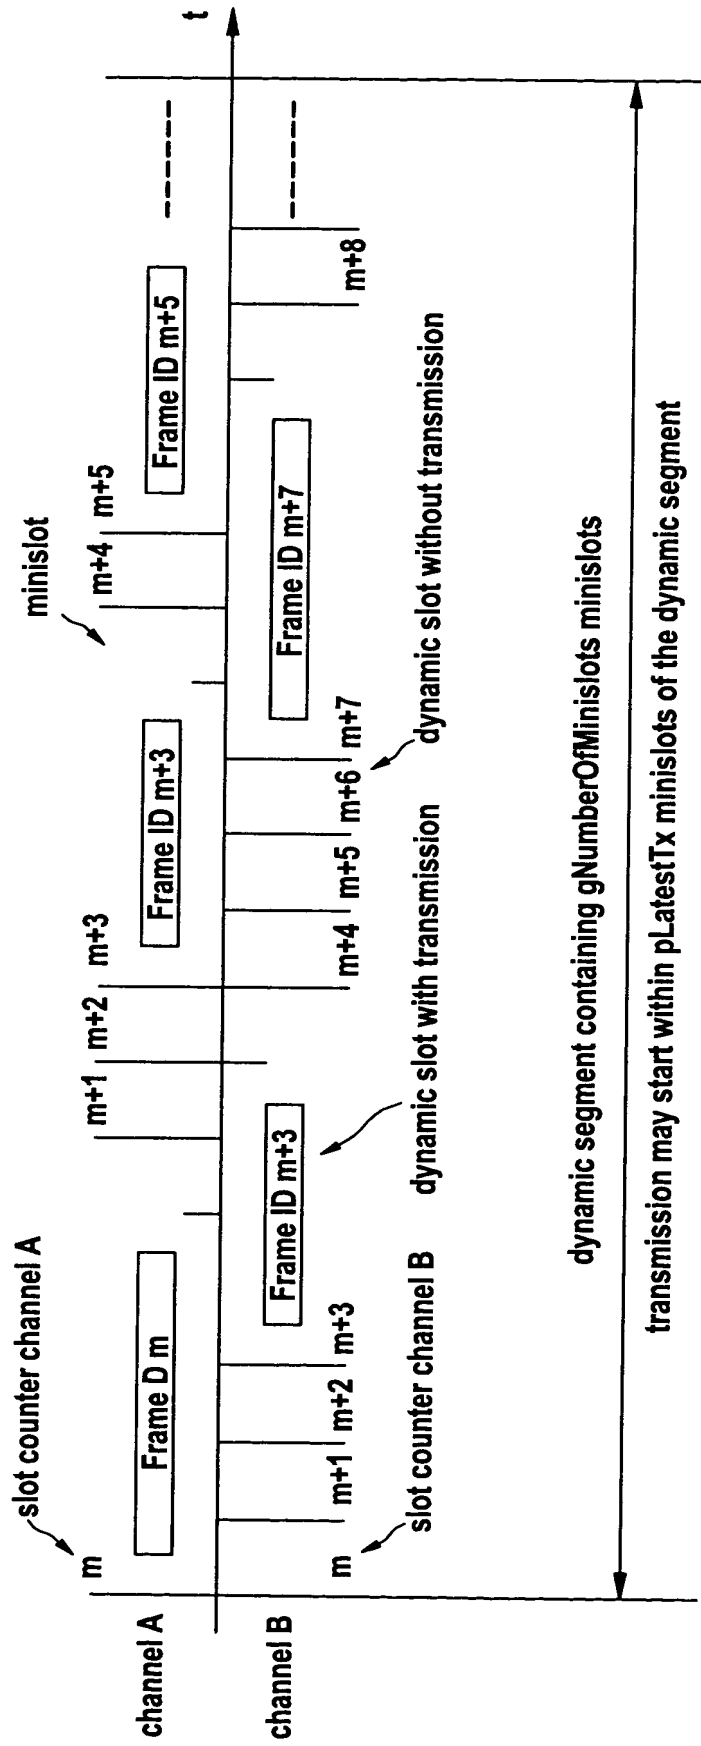 slot counter channel A
minislot
m
m+1
m+2
m+3
m+4
m+5
channel A
Frame D m
Frame ID m+3
Frame ID m+5
t
channel B
Frame ID m+3
Frame ID m+7
m
m+1
m+2
m+3
m+4
m+5
m+6
m+7
m+8
slot counter channel B
dynamic slot with transmission
dynamic slot without transmission
dynamic segment containing gNumberOfMinislots minislots
transmission may start within pLatestTx minislots of the dynamic segment